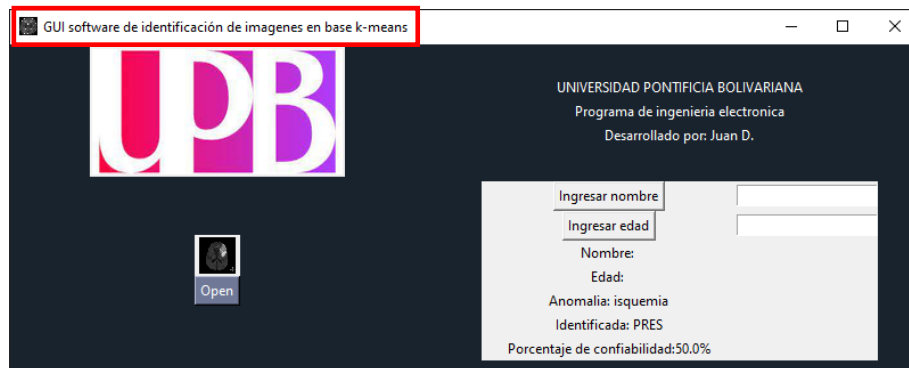 GUI software de identificación de imagenes en base k-means
UPB
UNIVERSIDAD PONTIFICIA BOLIVARIANA
Programa de ingenieria electronica
Desarrollado por: Juan D.
Ingresar nombre
Ingresar edad
Nombre:
Edad:
Anomalia: isquemia
Identificada: PRES
Porcentaje de confiabilidad:50.0%
Open